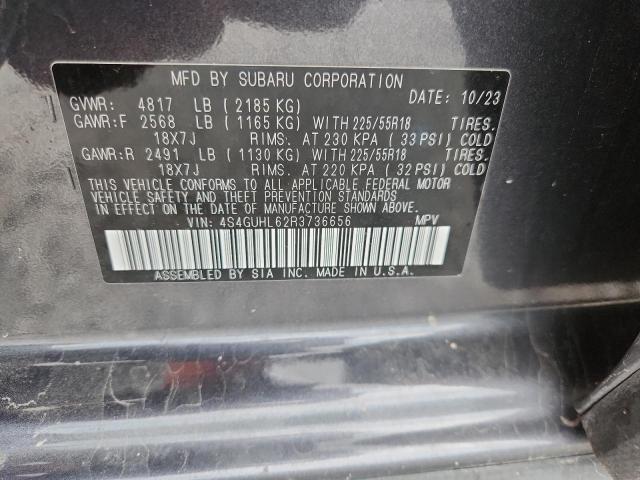 MFD BY SUBARU CORPORATION
GVWR: 4817 LB (2185 KG) DATE: 10/23
GAWR:F 2568 LB (1165 KG) WITH 225/55R18 TIRES.
18X7J RIMS. AT 230 KPA (33 PSI) COLD
GAWR:R 2491 LB (1130 KG) WITH 225/55R18 TIRES.
18X7J RIMS. AT 220 KPA (32 PSI) COLD
THIS VEHICLE CONFORMS TO ALL APPLICABLE FEDERAL MOTOR
VEHICLE SAFETY AND THEFT PREVENTION STANDARDS
IN EFFECT ON THE DATE OF MANUFACTURE SHOWN ABOVE.
VIN: 4S4GUHL62R3736656 MPV
ASSEMBLED BY SIA INC. MADE IN U.S.A.